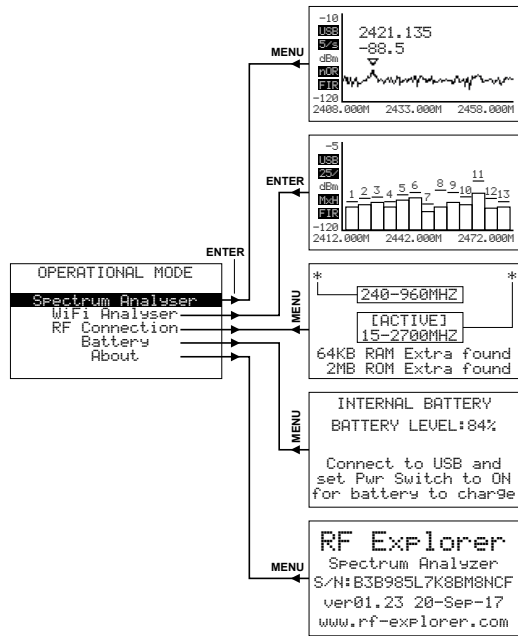 -10
USB
5/s
dBm
nOR
FIR
-120
2421.135
-88.5
2408.000M 2433.000M 2458.000M
MENU
-5
USB
25/
dBm
MxH
FIR
-120
1 2 3 4 5 6 7 8 9 10 11 12 13
2412.000M 2442.000M 2472.000M
ENTER
ENTER
OPERATIONAL MODE
Spectrum Analyser
WiFi Analyser
RF Connection
Battery
About
MENU
* *
240-960MHZ
[ACTIVE]
15-2700MHZ
64KB RAM Extra found
2MB ROM Extra found
MENU
INTERNAL BATTERY
BATTERY LEVEL:84%
Connect to USB and
set Pwr Switch to ON
for battery to charge
MENU
RF Explorer
Spectrum Analyzer
S/N:B3B985L7K8BM8NCF
ver01.23 20-Sep-17
www.rf-explorer.com